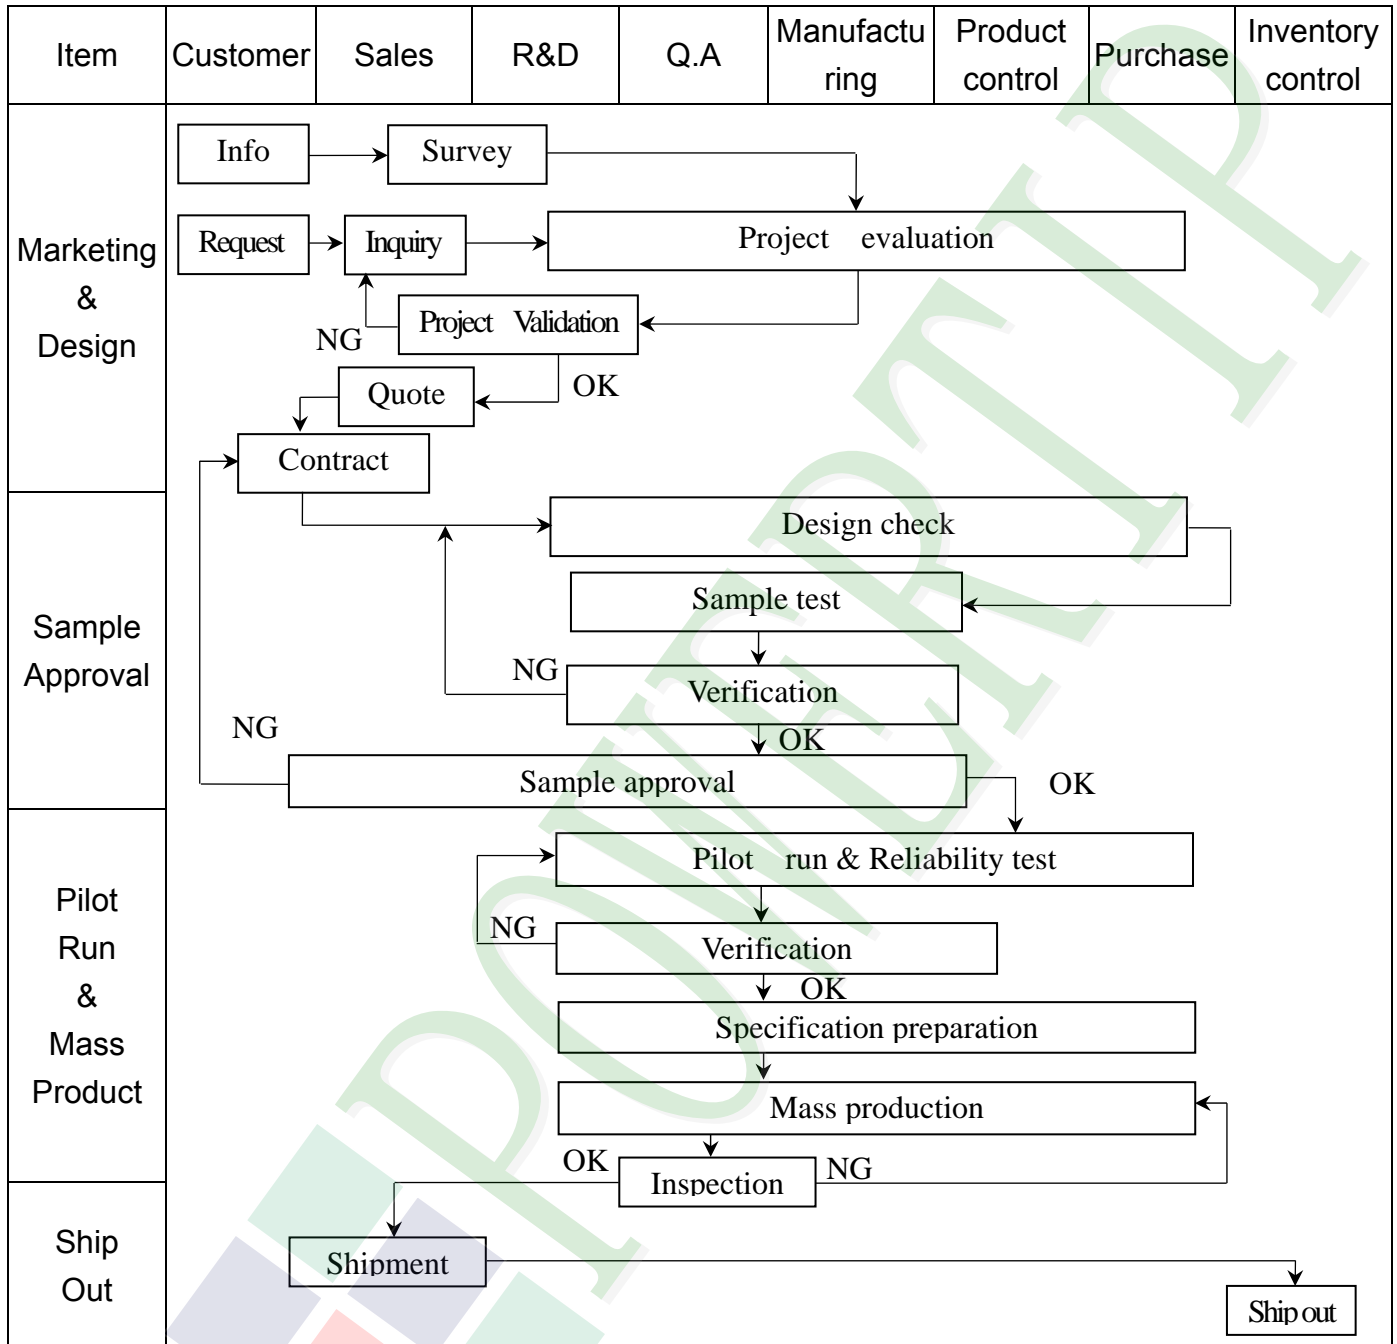 Item
Customer
Sales
R&D
Q.A
Manufactu
ring
Product
control
Purchase
Inventory
control
Marketing
&
Design
Info
Survey
Request
Inquiry
Project evaluation
NG
Project Validation
Quote
OK
Contract
Sample
Approval
Design check
Sample test
NG
Verification
NG
OK
Sample approval
OK
Pilot
Run
&
Mass
Product
Pilot run & Reliability test
NG
Verification
OK
Specification preparation
Mass production
OK
Inspection
NG
Ship
Out
Shipment
Ship out
POWERTIP